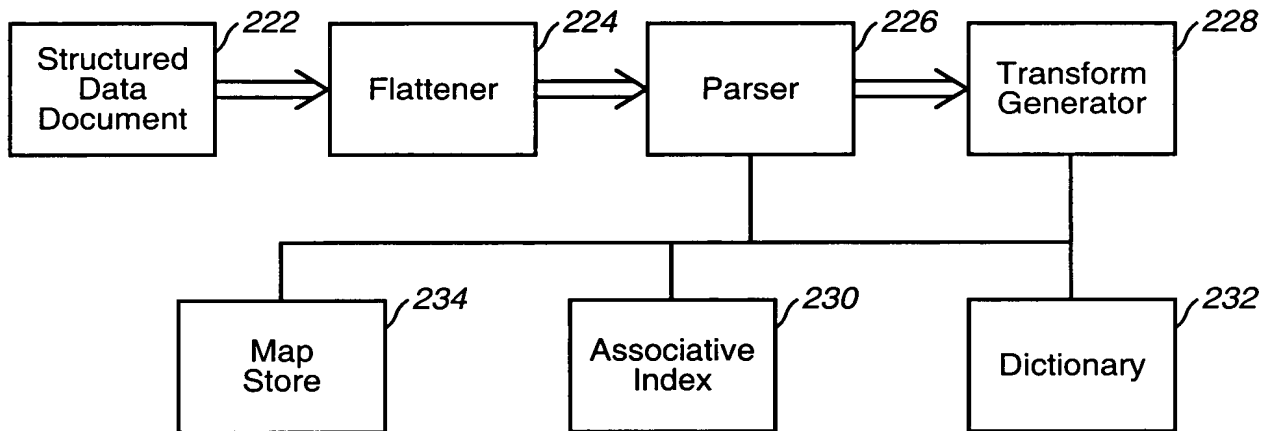 222
Structured
Data
Document
224
Flattener
226
Parser
228
Transform
Generator
234
Map
Store
230
Associative
Index
232
Dictionary